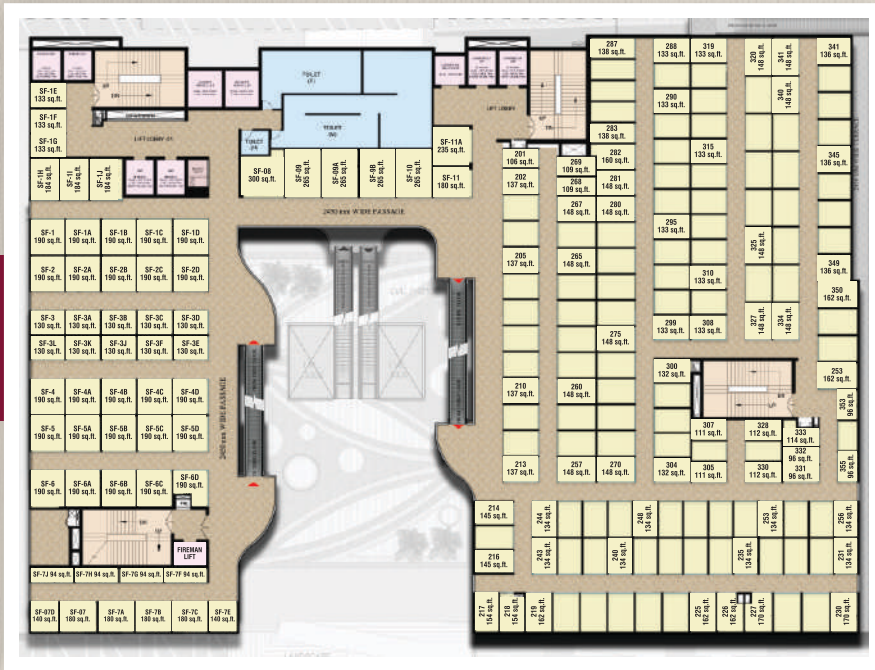 SF-1E
133 sq.ft.
SF-1F
133 sq.ft.
SF-1G
133 sq.ft.
SF-1H
184 sq.ft.
SF-1I
184 sq.ft.
SF-1J
184 sq.ft.
LIFT LOBBY
UP
DN
TOILET
TOILET
TOILET
SF-08
300 sq.ft.
SF-09
265 sq.ft.
SF-09A
265 sq.ft.
SF-9B
265 sq.ft.
SF-10
265 sq.ft.
SF-11A
235 sq.ft.
SF-11
180 sq.ft.
LIFT LOBBY
2450 mm WIDE PASSAGE
SF-1
190 sq.ft.
SF-1A
190 sq.ft.
SF-1B
190 sq.ft.
SF-1C
190 sq.ft.
SF-1D
190 sq.ft.
SF-2
190 sq.ft.
SF-2A
190 sq.ft.
SF-2B
190 sq.ft.
SF-2C
190 sq.ft.
SF-2D
190 sq.ft.
SF-3
130 sq.ft.
SF-3A
130 sq.ft.
SF-3B
130 sq.ft.
SF-3C
130 sq.ft.
SF-3D
130 sq.ft.
SF-3L
130 sq.ft.
SF-3K
130 sq.ft.
SF-3J
130 sq.ft.
SF-3F
130 sq.ft.
SF-3E
130 sq.ft.
SF-4
190 sq.ft.
SF-4A
190 sq.ft.
SF-4B
190 sq.ft.
SF-4C
190 sq.ft.
SF-4D
190 sq.ft.
SF-5
190 sq.ft.
SF-5A
190 sq.ft.
SF-5B
190 sq.ft.
SF-5C
190 sq.ft.
SF-5D
190 sq.ft.
SF-6
190 sq.ft.
SF-6A
190 sq.ft.
SF-6B
190 sq.ft.
SF-6C
190 sq.ft.
SF-6D
190 sq.ft.
2450 mm WIDE PASSAGE
FIREMAN
LIFT
SF-7J 94 sq.ft.
SF-7H 94 sq.ft.
SF-7G 94 sq.ft.
SF-7F 94 sq.ft.
SF-07D
140 sq.ft.
SF-07
180 sq.ft.
SF-7A
180 sq.ft.
SF-7B
180 sq.ft.
SF-7C
180 sq.ft.
SF-7E
140 sq.ft.
201
106 sq.ft.
202
137 sq.ft.
205
137 sq.ft.
210
137 sq.ft.
213
137 sq.ft.
269
109 sq.ft.
268
109 sq.ft.
267
148 sq.ft.
265
148 sq.ft.
260
148 sq.ft.
257
148 sq.ft.
287
138 sq.ft.
283
138 sq.ft.
282
160 sq.ft.
281
148 sq.ft.
280
148 sq.ft.
275
148 sq.ft.
270
148 sq.ft.
288
133 sq.ft.
290
133 sq.ft.
295
133 sq.ft.
299
133 sq.ft.
300
132 sq.ft.
304
132 sq.ft.
319
133 sq.ft.
315
133 sq.ft.
310
133 sq.ft.
308
133 sq.ft.
307
111 sq.ft.
305
111 sq.ft.
320
148 sq.ft.
325
148 sq.ft.
327
148 sq.ft.
341
148 sq.ft.
340
148 sq.ft.
334
148 sq.ft.
328
112 sq.ft.
330
112 sq.ft.
333
114 sq.ft.
332
96 sq.ft.
331
96 sq.ft.
341
136 sq.ft.
345
136 sq.ft.
349
136 sq.ft.
350
162 sq.ft.
253
162 sq.ft.
353
96 sq.ft.
355
96 sq.ft.
214
145 sq.ft.
216
145 sq.ft.
244
134 sq.ft.
248
134 sq.ft.
253
134 sq.ft.
256
134 sq.ft.
243
134 sq.ft.
240
134 sq.ft.
235
134 sq.ft.
231
134 sq.ft.
217
154 sq.ft.
218
154 sq.ft.
219
162 sq.ft.
225
162 sq.ft.
226
162 sq.ft.
227
170 sq.ft.
230
170 sq.ft.
LANDSCAPE